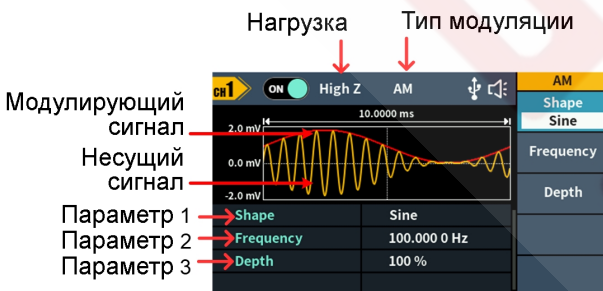 Нагрузка
Тип модуляции
CH1 ON High Z AM
AM
Shape
Sine
Frequency
Depth
10.0000 ms
2.0 mV
0.0 mV
-2.0 mV
Модулирующий
сигнал
Несущий
сигнал
Параметр 1
Shape Sine
Параметр 2
Frequency 100.000 0 Hz
Параметр 3
Depth 100 %